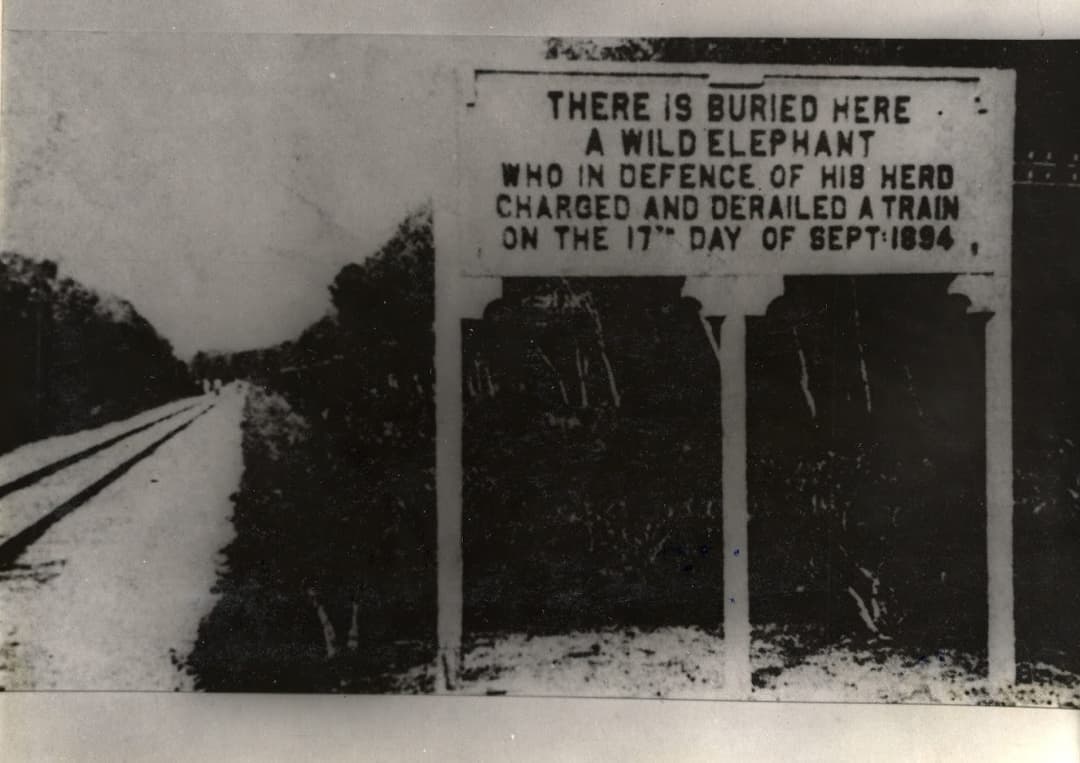 THERE IS BURIED HERE
A WILD ELEPHANT
WHO IN DEFENCE OF HIS HERD
CHARGED AND DERAILED A TRAIN
ON THE 17TH DAY OF SEPT: 1894